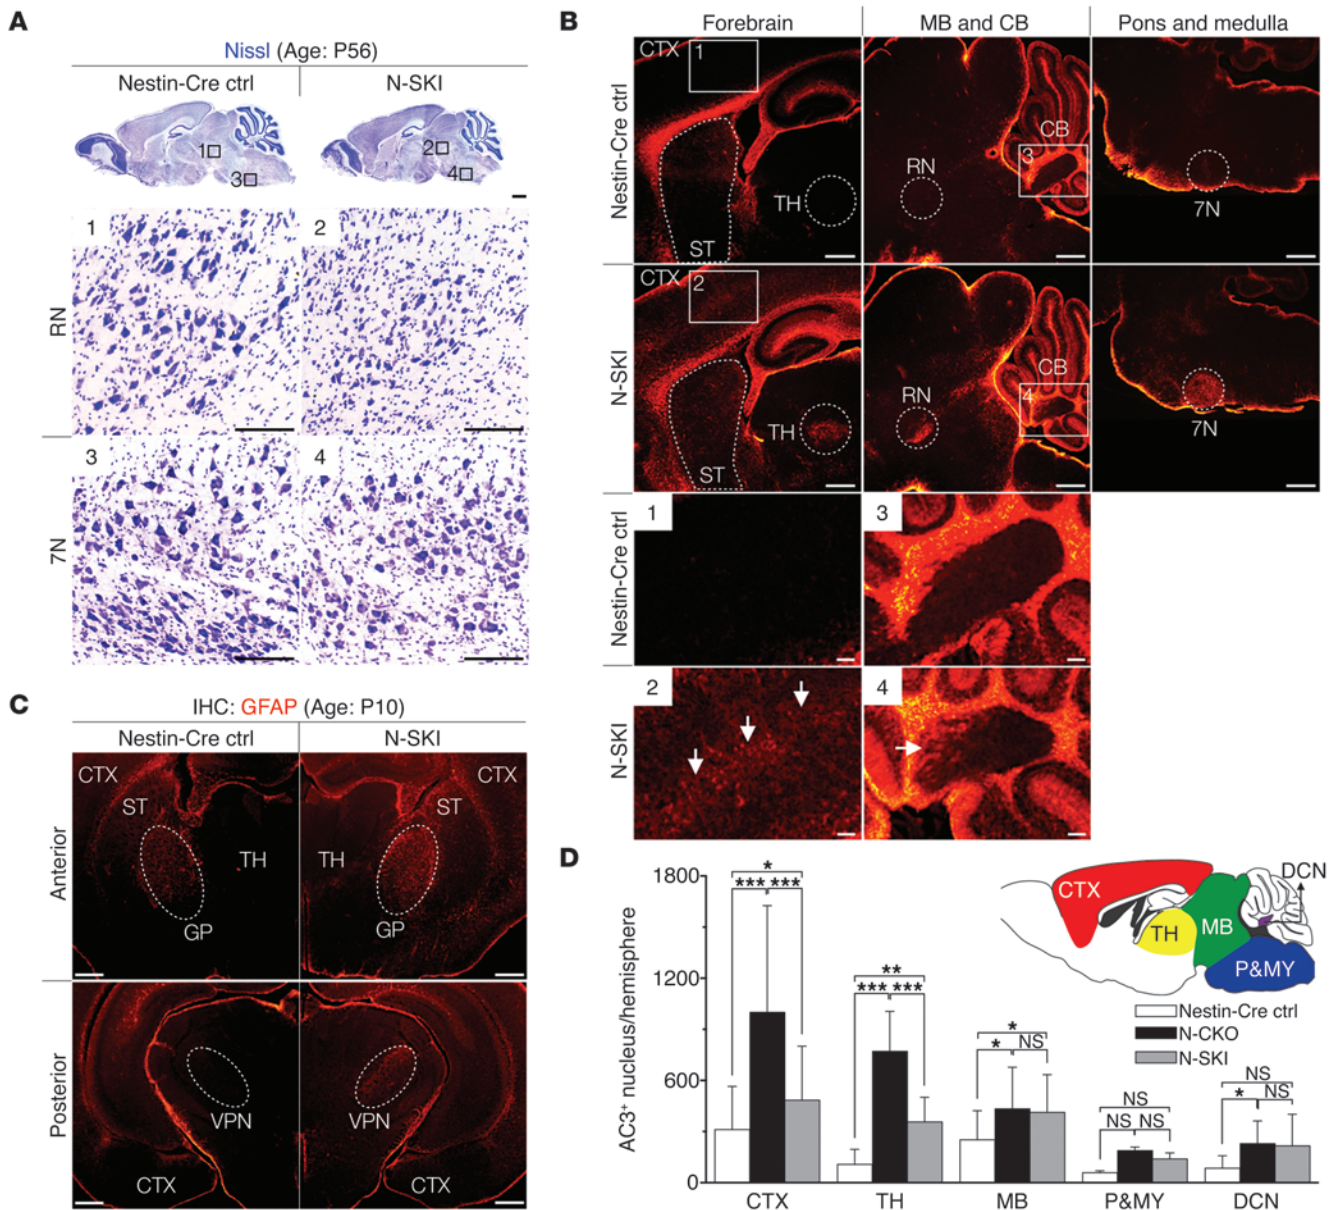 A
Nissl (Age: P56)
Nestin-Cre ctrl
N-SKI
1
2
3
4
RN
1
2
7N
3
4
B
Forebrain
MB and CB
Pons and medulla
Nestin-Cre ctrl
CTX
1
TH
ST
RN
CB
3
7N
N-SKI
CTX
2
TH
ST
RN
CB
4
7N
Nestin-Cre ctrl
1
3
N-SKI
2
4
C
IHC: GFAP (Age: P10)
Nestin-Cre ctrl
N-SKI
Anterior
CTX
ST
TH
GP
CTX
ST
TH
GP
Posterior
VPN
CTX
VPN
CTX
D
AC3⁺ nucleus/hemisphere
1800
1200
600
0
*
*** ***
**
*** ***
*
* NS
NS
NS NS
NS
* NS
CTX
TH
MB
P&MY
DCN
CTX
TH
MB
P&MY
DCN
Nestin-Cre ctrl
N-CKO
N-SKI